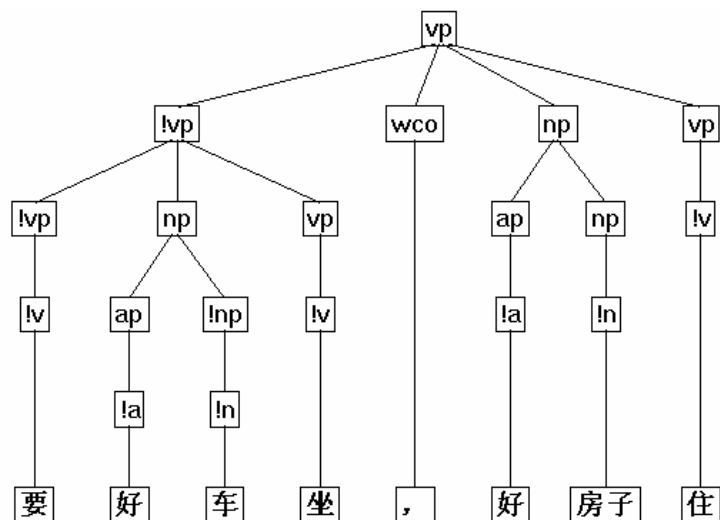 vp
!vp wco np vp
!vp np vp ap np !v
!v ap !np !v !a !n
!a !n
要 好 车 坐 , 好 房子 住